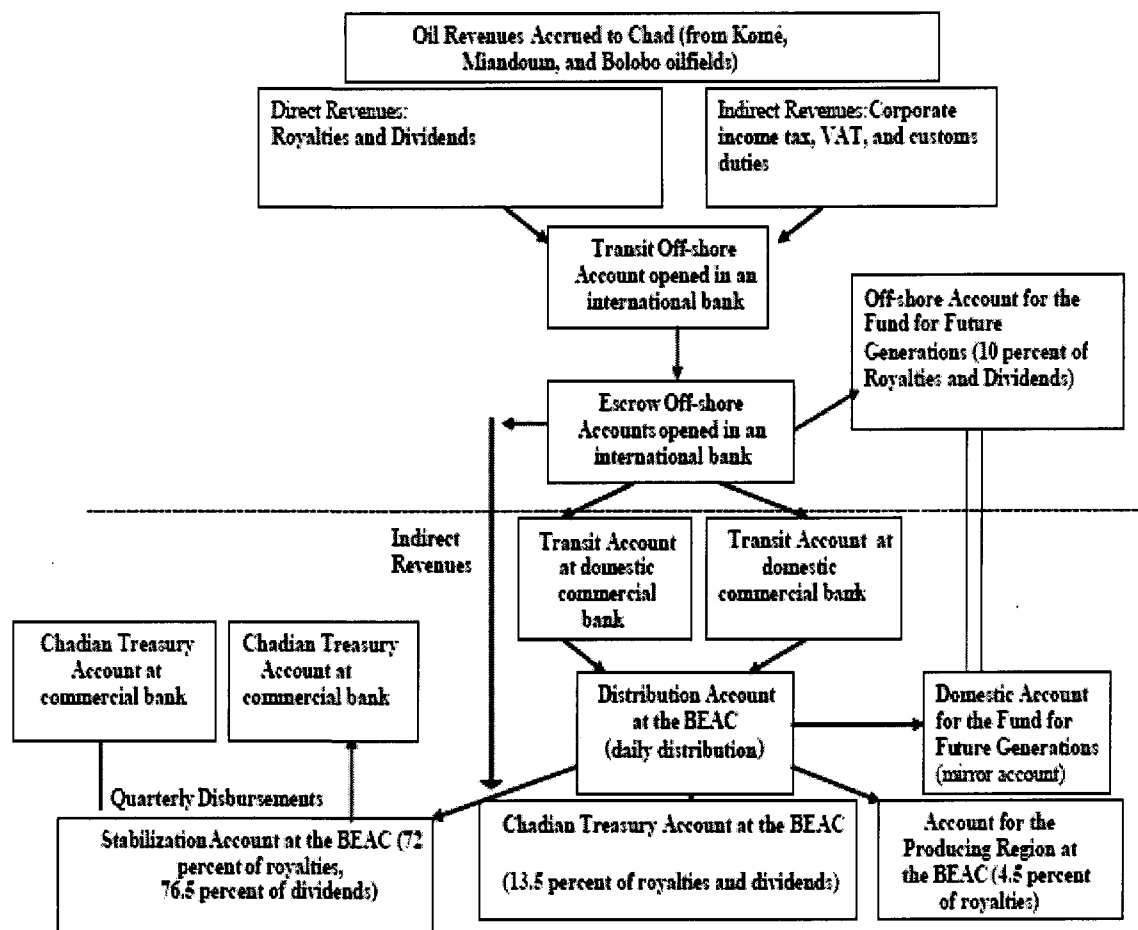 Oil Revenues Accrued to Chad (from Komé,
Miandoum, and Bolobo oilfields)
Direct Revenues:
Royalties and Dividends
Indirect Revenues: Corporate
income tax, VAT, and customs
duties
Transit Off-shore
Account opened in an
international bank
Off-shore Account for the
Fund for Future
Generations (10 percent of
Royalties and Dividends)
Escrow Off-shore
Accounts opened in an
international bank
Indirect
Revenues
Transit Account
at domestic
commercial
bank
Transit Account at
domestic
commercial bank
Chadian Treasury
Account at
commercial bank
Chadian Treasury
Account at
commercial bank
Distribution Account
at the BEAC
(daily distribution)
Domestic Account
for the Fund for
Future Generations
(mirror account)
Quarterly Disbursements
Stabilization Account at the BEAC (72
percent of royalties,
76.5 percent of dividends)
Chadian Treasury Account at the BEAC
(13.5 percent of royalties and dividends)
Account for the
Producing Region at
the BEAC (4.5 percent
of royalties)